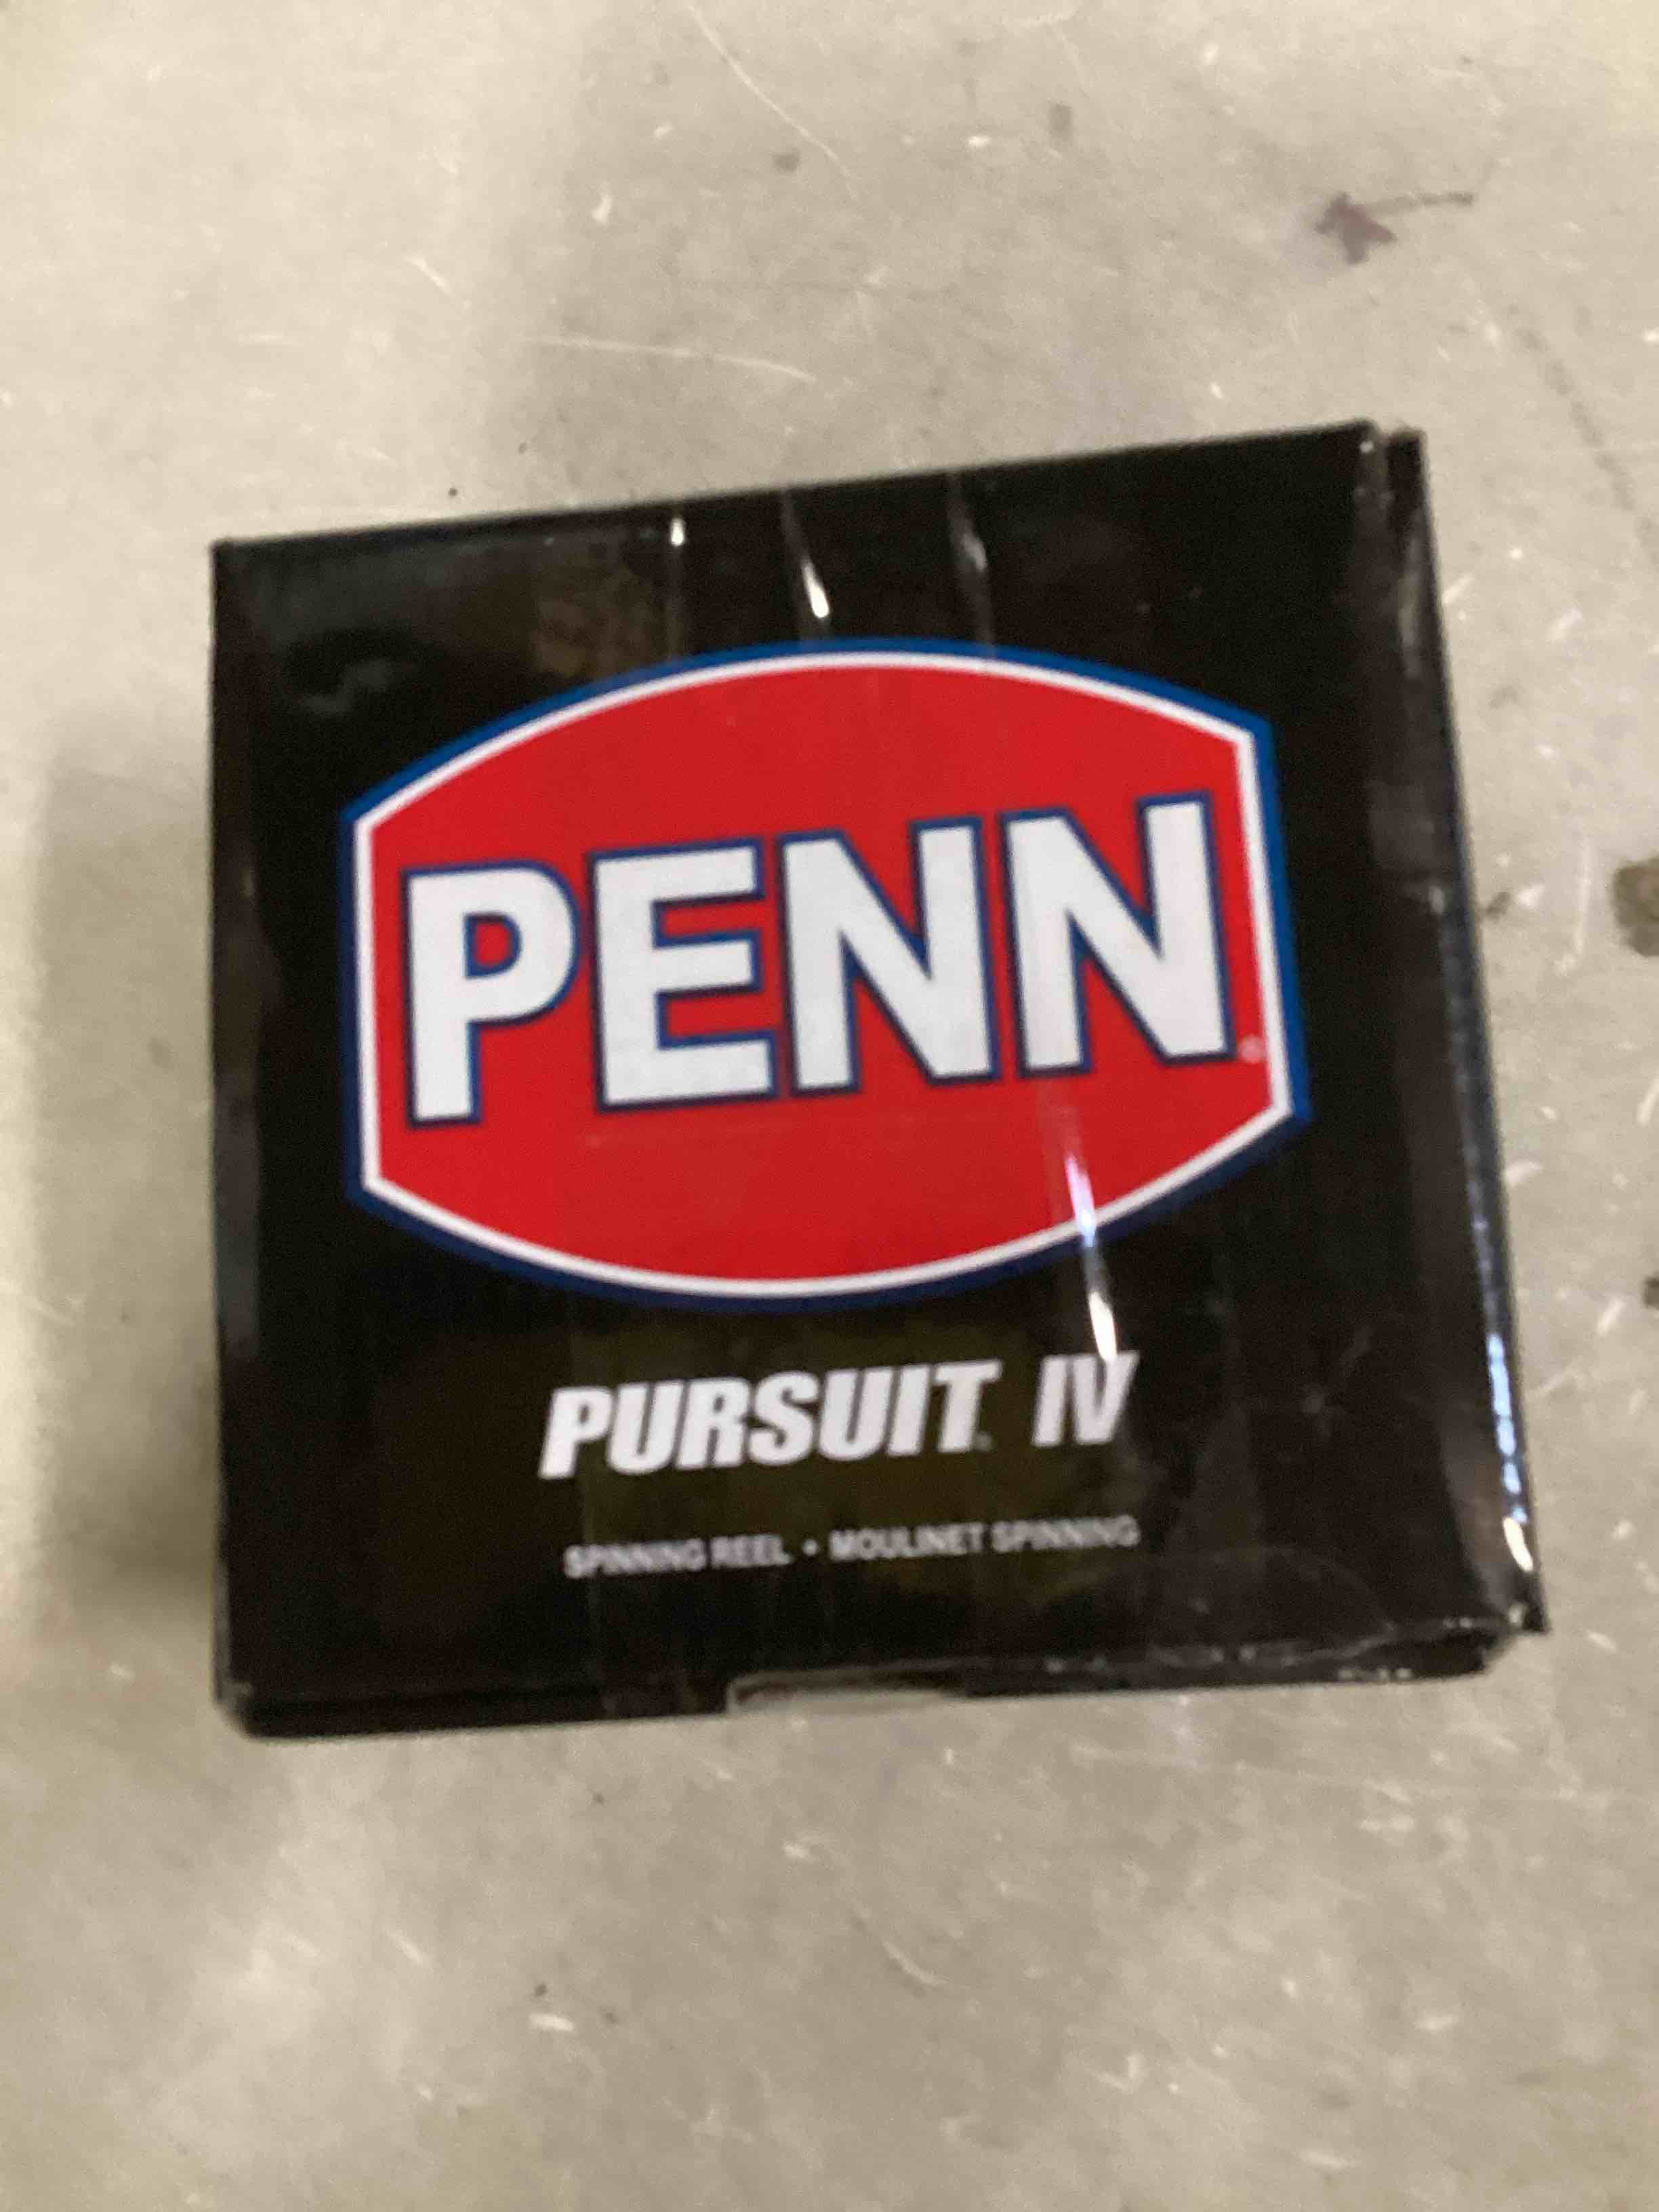 PENN®
PURSUIT® IV
SPINNING REEL • MOULINET SPINNING